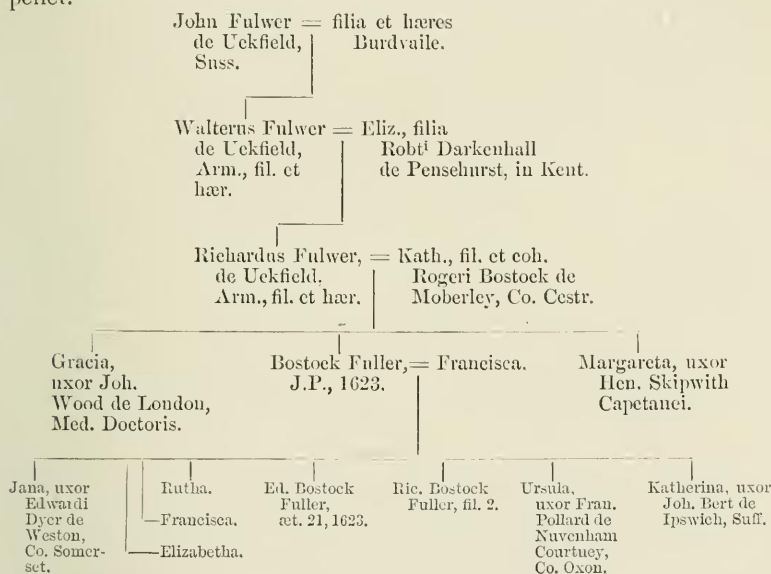 penet.
John Fulwer = filia et hæres
de Uckfield, Burdvaile.
Suss.
Walterus Fulwer = Eliz., filia
de Uckfield, Robtⁱ Darkenhall
Arm., fil. et de Pensehurst, in Kent.
hær.
Richardus Fulwer, = Kath., fil. et coh.
de Uckfield. Rogeri Bostock de
Arm., fil. et hær. Moberley, Co. Cestr.
Gracia,
uxor Joh.
Wood de London,
Med. Doctoris.
Bostock Fuller, = Francisca.
J.P., 1623.
Margareta, uxor
Hen. Skipwith
Capetanei.
Jana, uxor
Edwardi
Dyer de
Weston,
Co. Somer-
set.
Rutha.
Francisca.
Elizabetha.
Ed. Bostock
Fuller,
æt. 21, 1623.
Ric. Bostock
Fuller, fil. 2.
Ursula,
uxor Fran.
Pollard de
Nuvenham
Courtney,
Co. Oxon.
Katherina, uxor
Joh. Bert de
Ipswich, Suff.